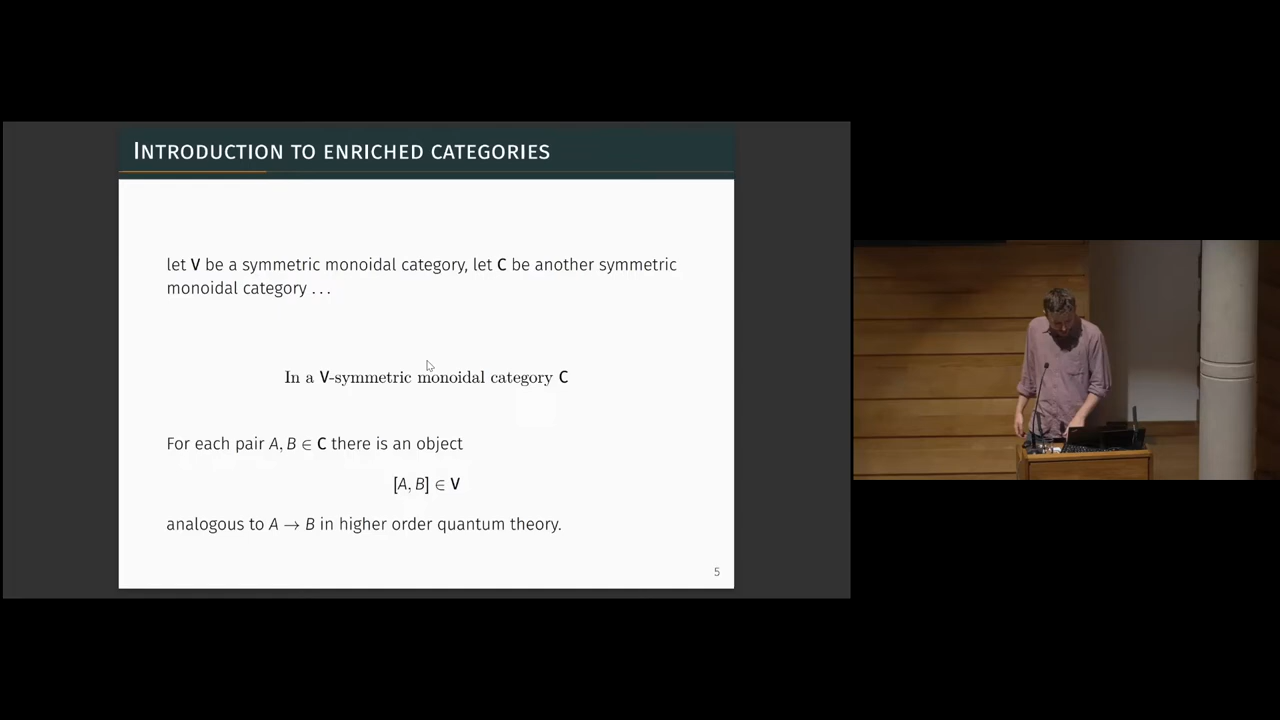 INTRODUCTION TO ENRICHED CATEGORIES
let V be a symmetric monoidal category, let C be another symmetric
monoidal category . . .
In a V-symmetric monoidal category C
For each pair A, B ∈ C there is an object
[A, B] ∈ V
analogous to A → B in higher order quantum theory.
5